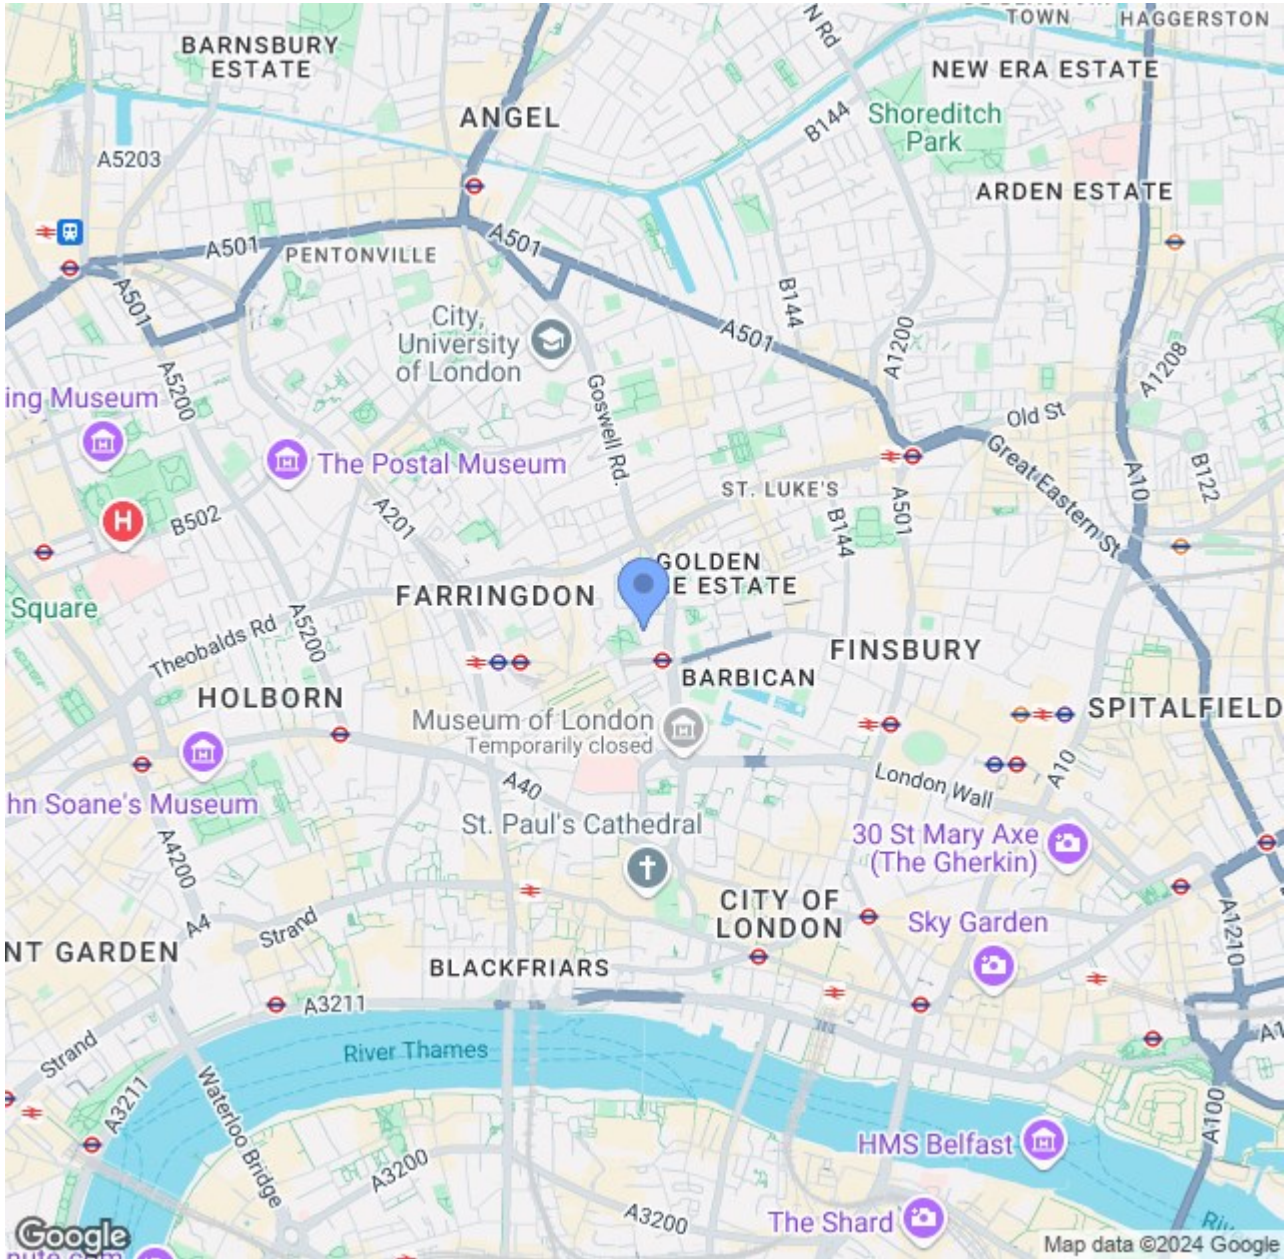 TOWN
HAGGERSTON
N Rd
BARNSBURY
ESTATE
NEW ERA ESTATE
ANGEL
B144
Shoreditch
Park
A5203
ARDEN ESTATE
A501
PENTONVILLE
A501
A501
B144
City,
University
of London
A501
A1200
A1208
A5200
Goswell Rd
ing Museum
Old St
The Postal Museum
Great Eastern St
A10
B122
ST. LUKE'S
A201
B502
A501
B144
H
GOLDEN
E ESTATE
FARRINGDON
Square
Theobalds Rd
A5200
FINSBURY
BARBICAN
HOLBORN
SPITALFIELD
Museum of London
Temporarily closed
A40
London Wall
A10
hn Soane's Museum
St. Paul's Cathedral
30 St Mary Axe
(The Gherkin)
A4200
CITY OF
LONDON
A4
Strand
Sky Garden
A1210
NT GARDEN
BLACKFRIARS
A3211
Strand
River Thames
A1
A3211
Waterloo Bridge
A100
HMS Belfast
A3200
A3200
The Shard
Riv
Google
Map data ©2024 Google